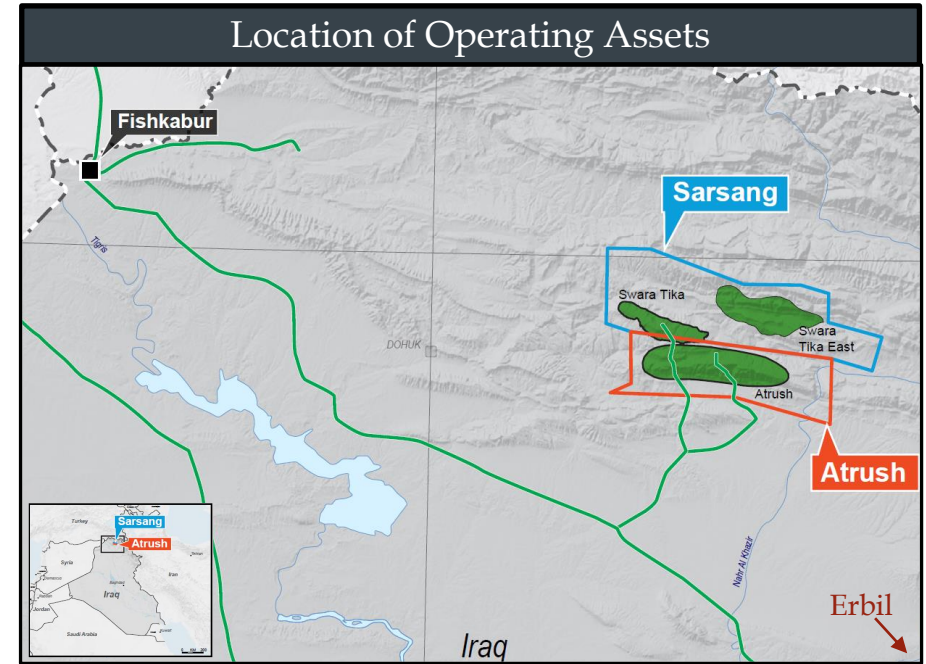 Location of Operating Assets
Fishkabur
Sarsang
Tigris
Swara Tika
Swara
Tika East
DOHUK
Atrush
Atrush
Nahr Al Khazir
Erbil
Iraq
Turkey
Sarsang
Atrush
Syria
Iran
Iraq
Jordan
Saudi Arabia